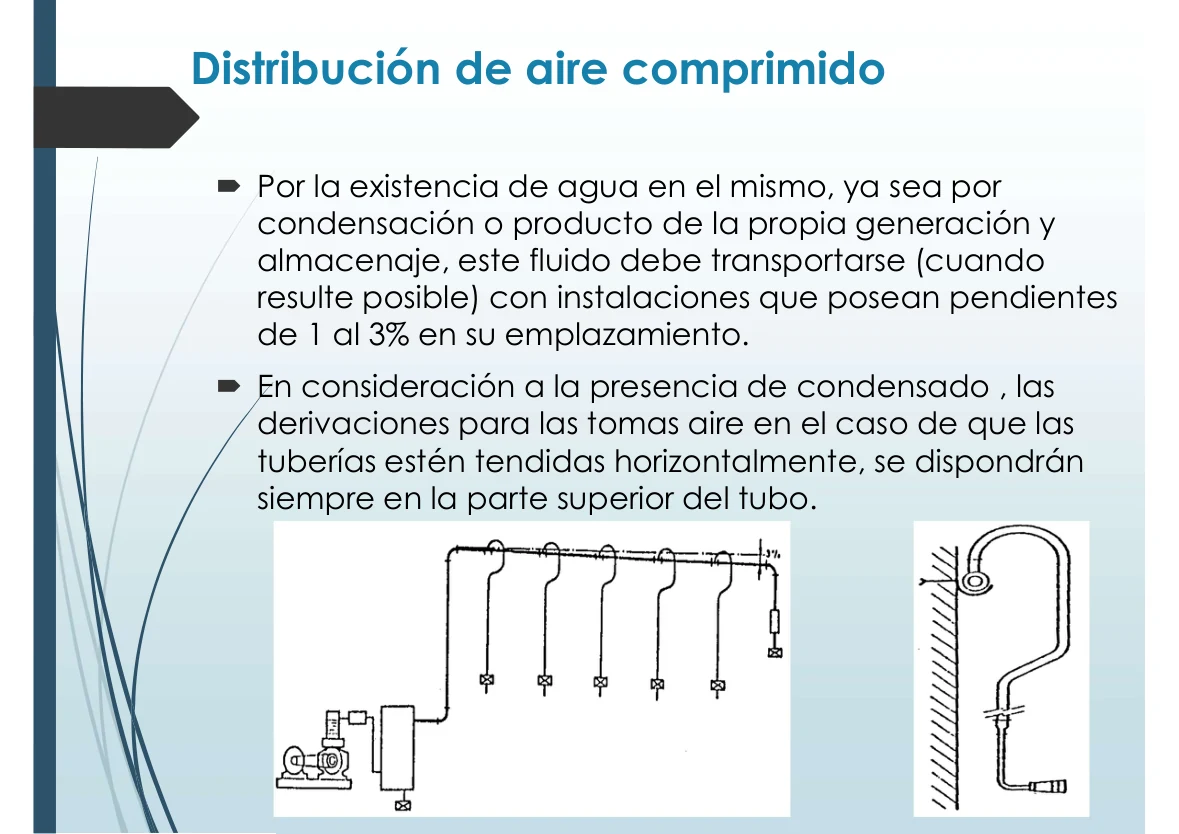 Distribución de aire comprimido
Por la existencia de agua en el mismo, ya sea por
condensación o producto de la propia generación y
almacenaje, este fluido debe transportarse (cuando
resulte posible) con instalaciones que posean pendientes
de 1 al 3% en su emplazamiento.
En consideración a la presencia de condensado , las
derivaciones para las tomas aire en el caso de que las
tuberías estén tendidas horizontalmente, se dispondrán
siempre en la parte superior del tubo.
3%